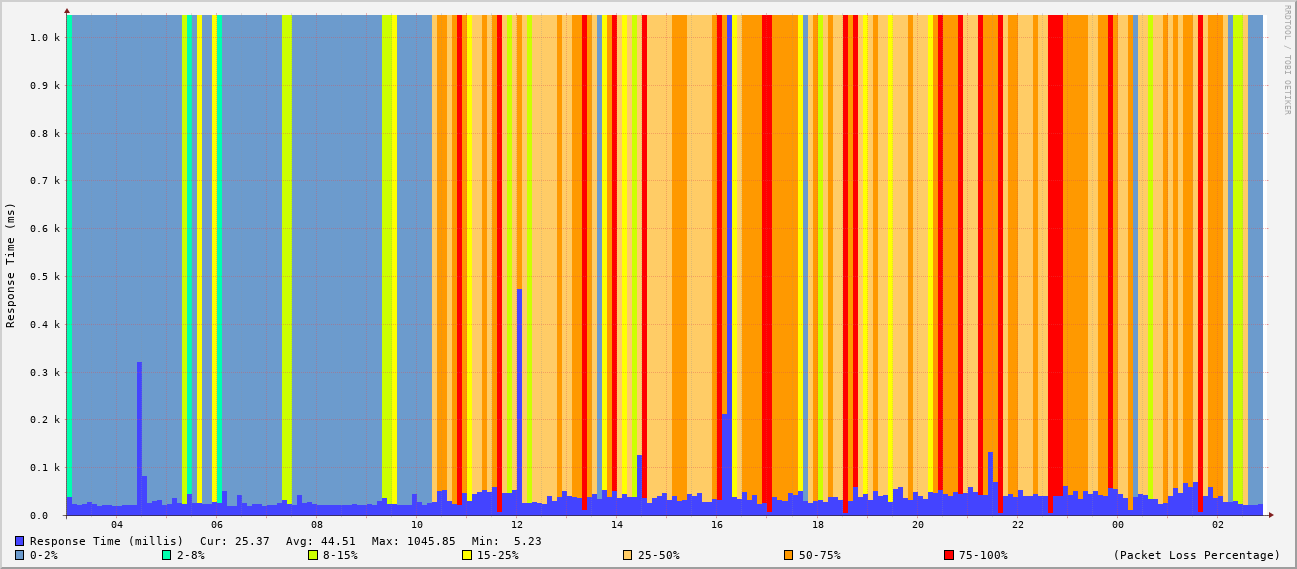 RRDTOOL / TOBI OETIKER
Response Time (ms)
1.0 k
0.9 k
0.8 k
0.7 k
0.6 k
0.5 k
0.4 k
0.3 k
0.2 k
0.1 k
0.0
04 06 08 10 12 14 16 18 20 22 00 02
Response Time (millis) Cur: 25.37 Avg: 44.51 Max: 1045.85 Min: 5.23
0-2% 2-8% 8-15% 15-25% 25-50% 50-75% 75-100% (Packet Loss Percentage)